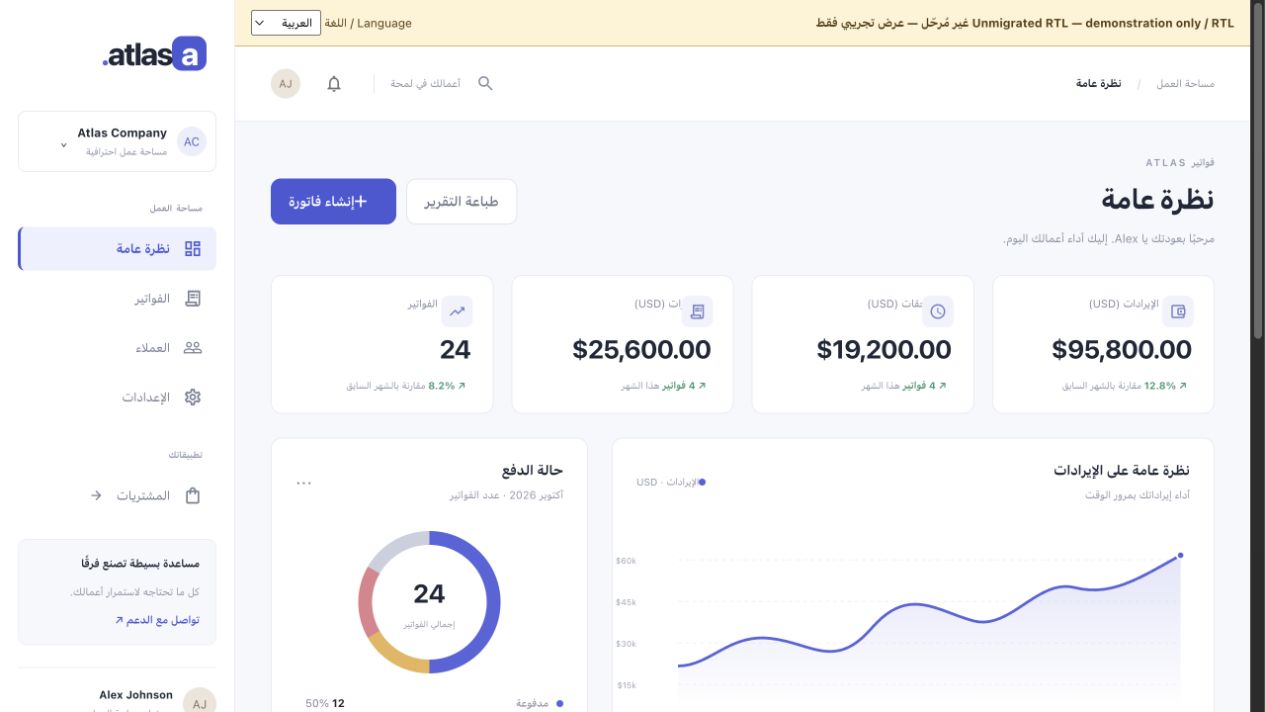 Unmigrated RTL — demonstration only / RTL غير مُرحّل — عرض تجريبي فقط
Language / اللغة
العربية
مساحة العمل / نظرة عامة
أعمالك في لمحة
AJ
atlas.
a
AC
Atlas Company
مساحة عمل احترافية
مساحة العمل
نظرة عامة
الفواتير
العملاء
الإعدادات
تطبيقاتك
المشتريات
مساعدة بسيطة تصنع فرقًا
كل ما تحتاجه لاستمرار أعمالك.
تواصل مع الدعم ↗
Alex Johnson
AJ
فواتير ATLAS
نظرة عامة
مرحبًا بعودتك يا Alex. إليك أداء أعمالك اليوم.
طباعة التقرير
+إنشاء فاتورة
الإيرادات (USD)
$95,800.00
↗ 12.8% مقارنة بالشهر السابق
(USD)
$19,200.00
↗ 4 فواتير هذا الشهر
(USD)
$25,600.00
↗ 4 فواتير هذا الشهر
الفواتير
24
↗ 8.2% مقارنة بالشهر السابق
نظرة عامة على الإيرادات
أداء إيراداتك بمرور الوقت
الإيرادات · USD
$60k
$45k
$30k
$15k
حالة الدفع
أكتوبر 2026 · عدد الفواتير
...
24
إجمالي الفواتير
مدفوعة
12 50%